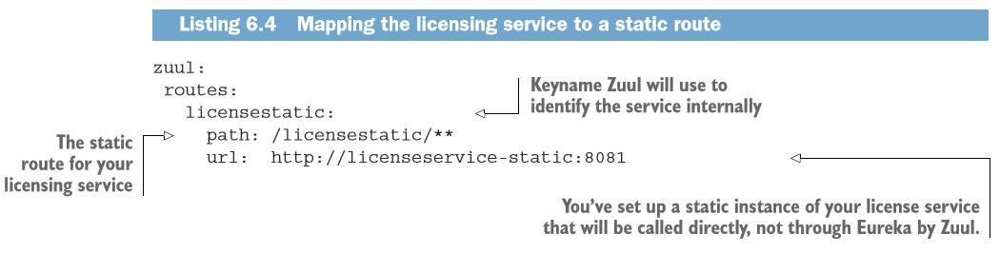 Listing 6.4 Mapping the licensing service to a static route
zuul:
routes:
licensestatic:
path: /licensestatic/**
url: http://licenseservice-static:8081
Keyname Zuul will use to
identify the service internally
The static
route for your
licensing service
You've set up a static instance of your license service
that will be called directly, not through Eureka by Zuul.